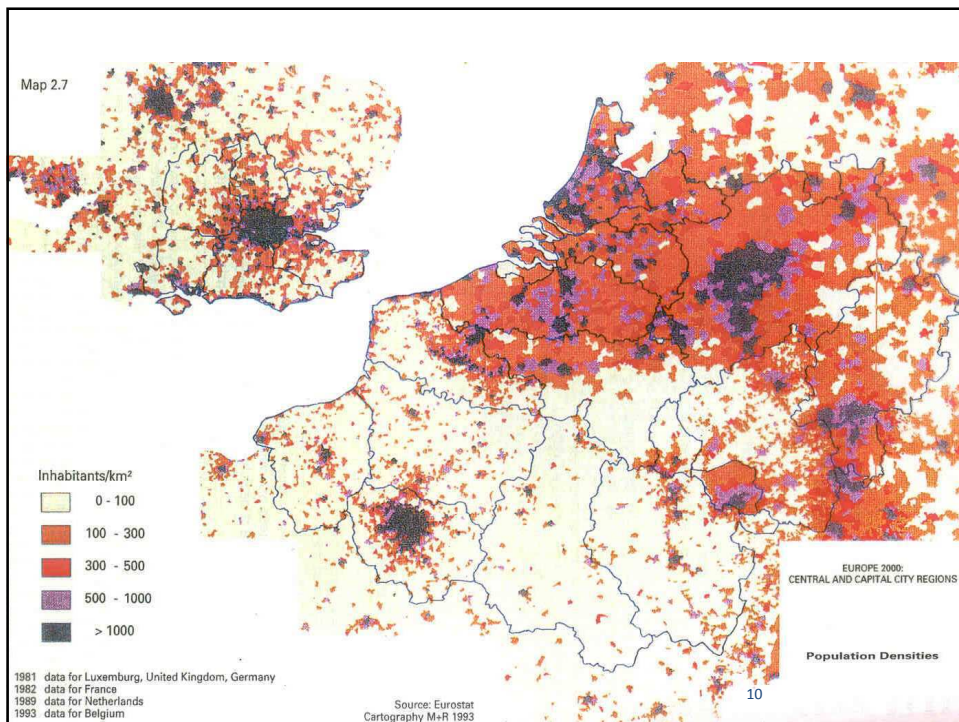 Map 2.7
Inhabitants/km²
0 - 100
100 - 300
300 - 500
500 - 1000
> 1000
1981 data for Luxemburg, United Kingdom, Germany
1982 data for France
1989 data for Netherlands
1993 data for Belgium
Source: Eurostat
Cartography M+R 1993
EUROPE 2000:
CENTRAL AND CAPITAL CITY REGIONS
Population Densities
10